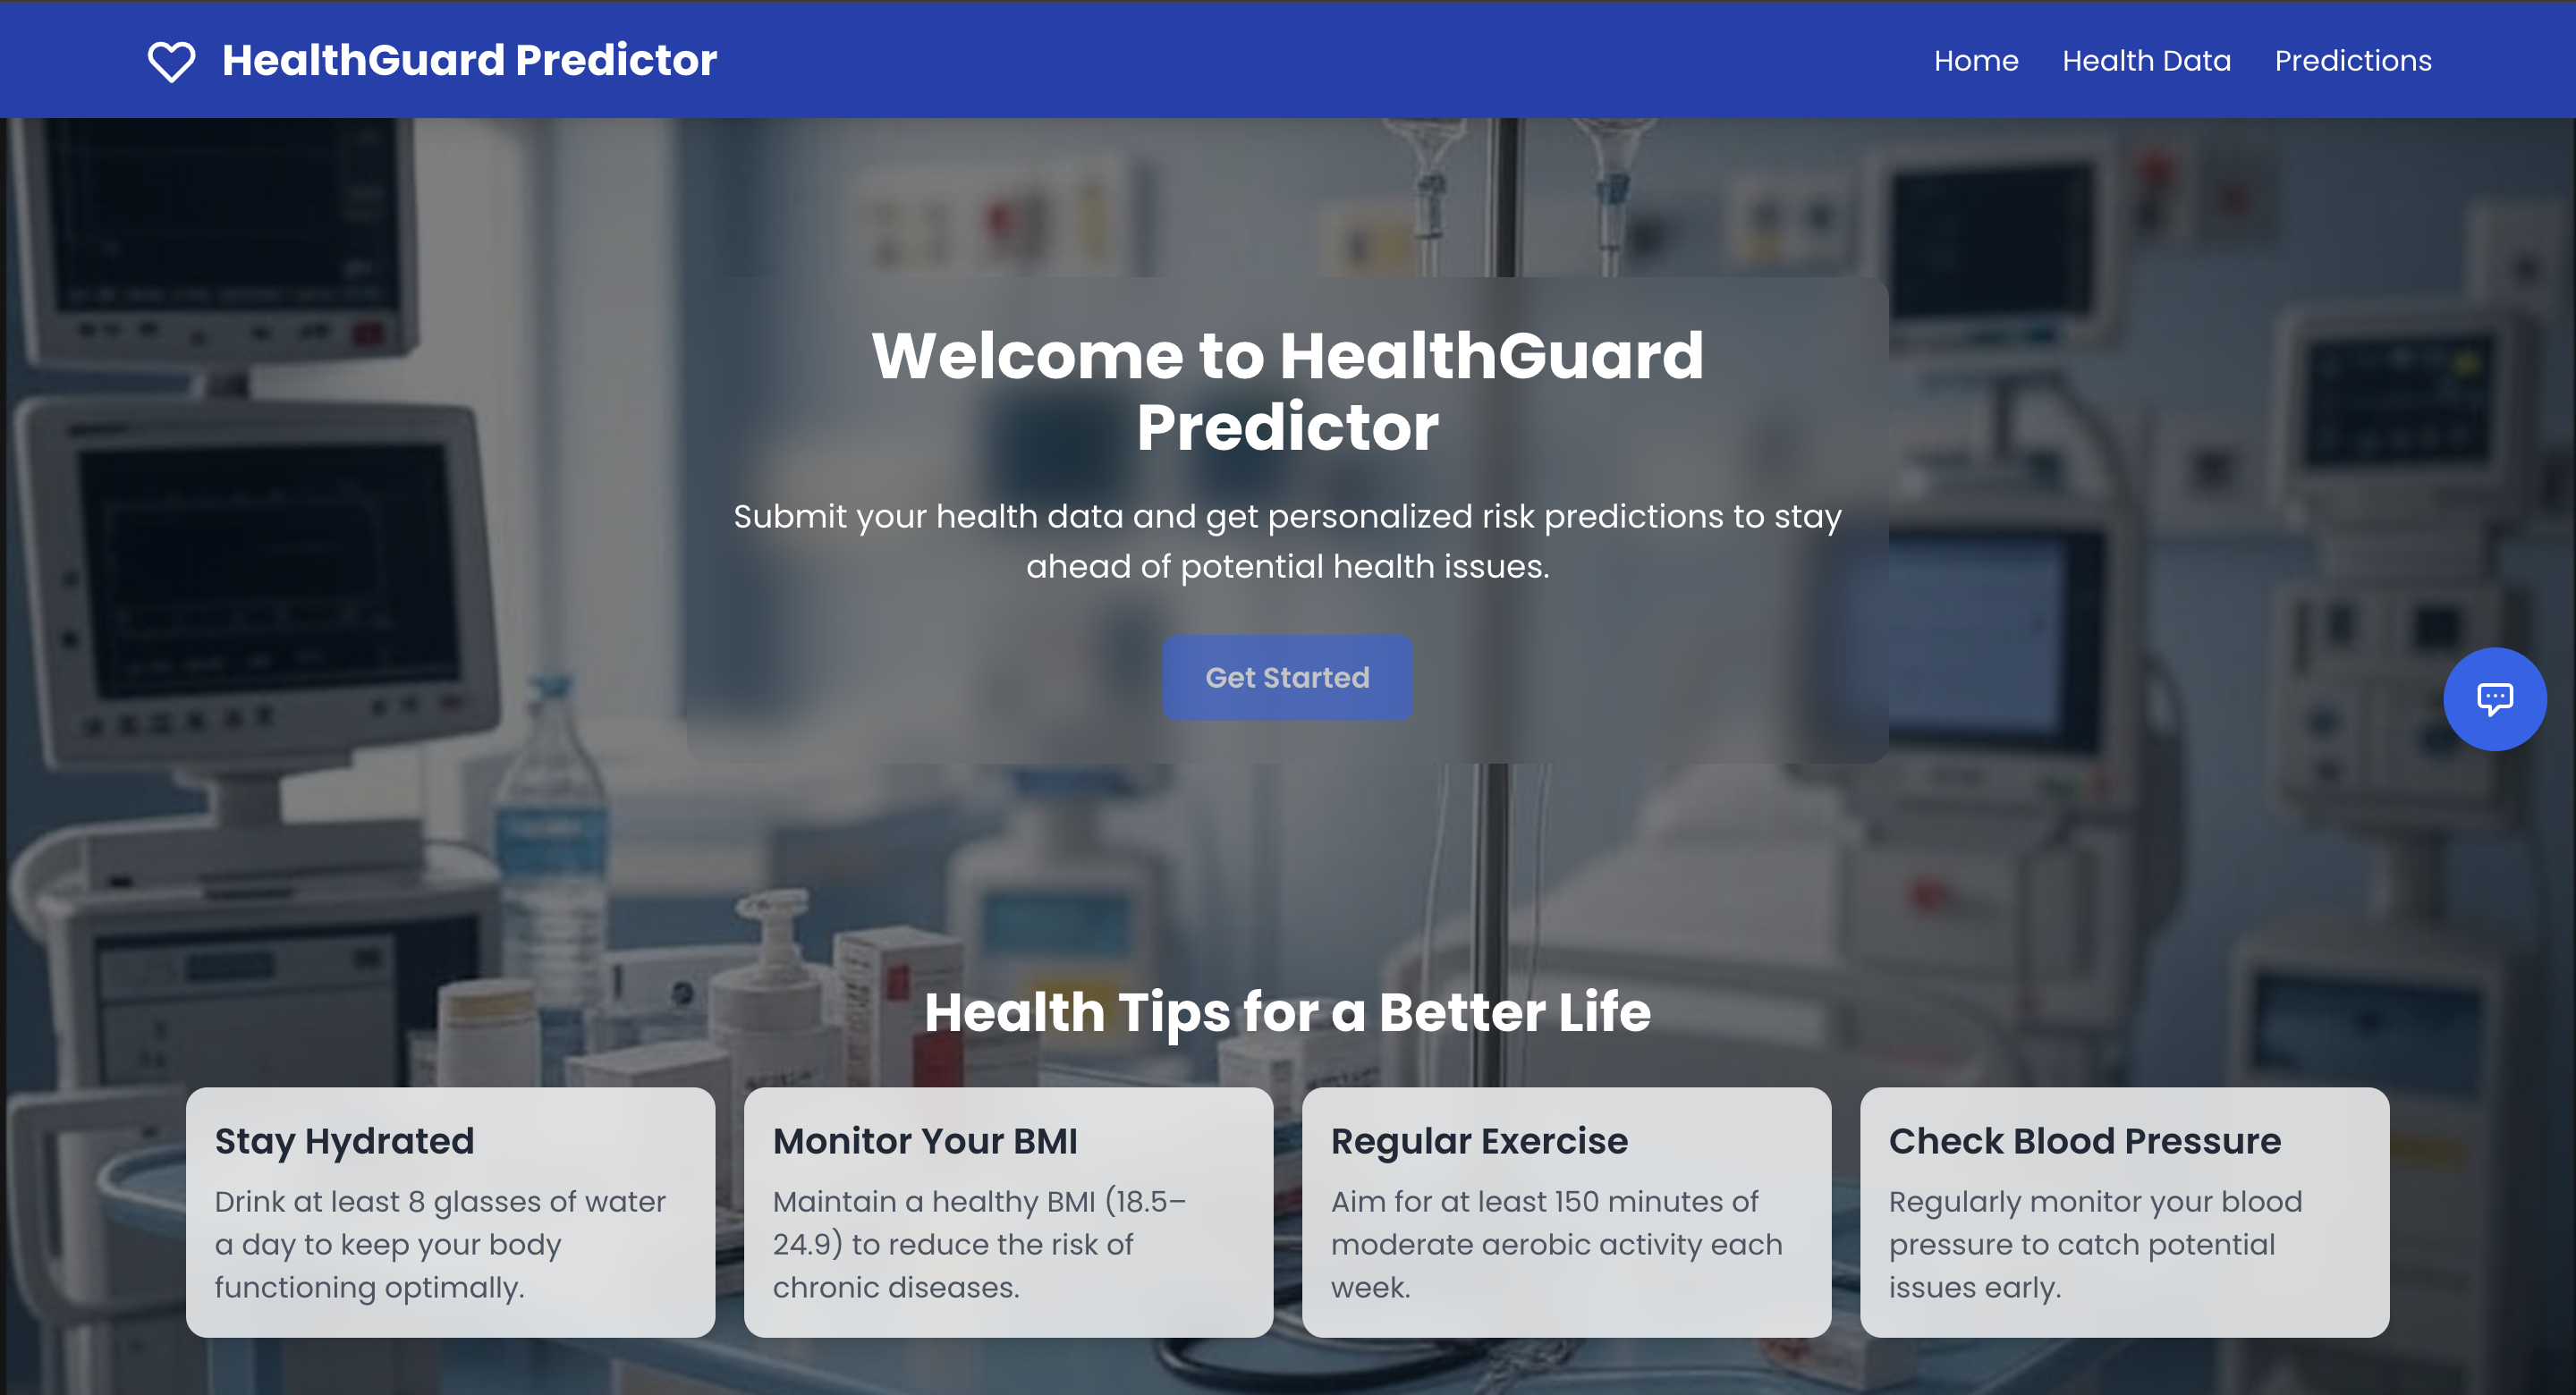 HealthGuard Predictor
Home Health Data Predictions
Welcome to HealthGuard
Predictor
Submit your health data and get personalized risk predictions to stay
ahead of potential health issues.
Get Started
Health Tips for a Better Life
Stay Hydrated
Drink at least 8 glasses of water
a day to keep your body
functioning optimally.
Monitor Your BMI
Maintain a healthy BMI (18.5–
24.9) to reduce the risk of
chronic diseases.
Regular Exercise
Aim for at least 150 minutes of
moderate aerobic activity each
week.
Check Blood Pressure
Regularly monitor your blood
pressure to catch potential
issues early.